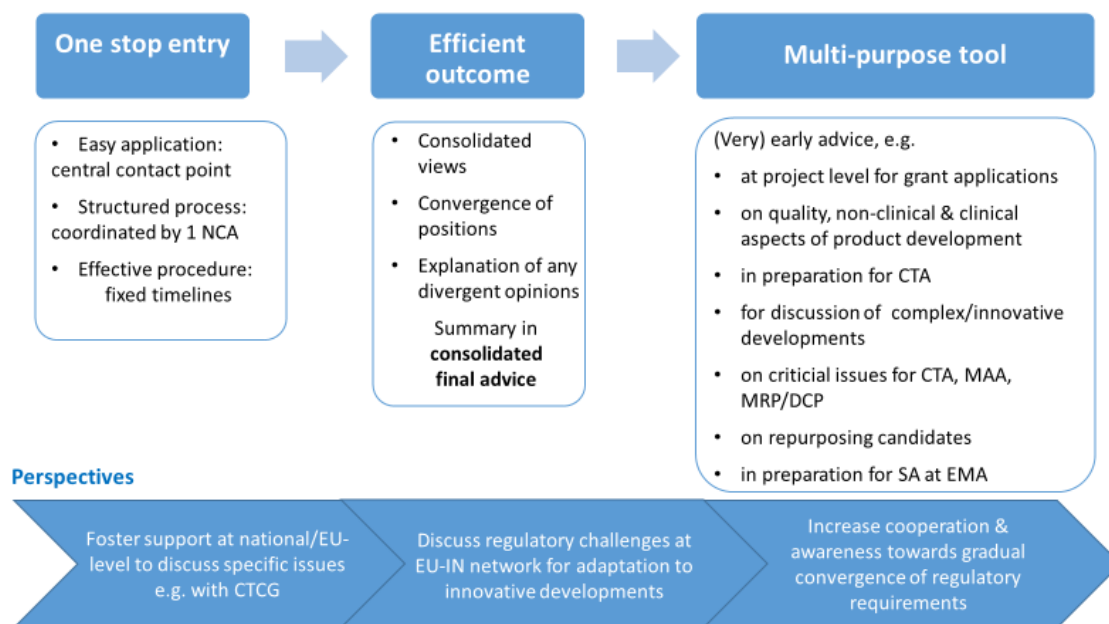 One stop entry
• Easy application:
central contact point
• Structured process:
coordinated by 1 NCA
• Effective procedure:
fixed timelines
Efficient
outcome
• Consolidated
views
• Convergence of
positions
• Explanation of any
divergent opinions
Summary in
consolidated
final advice
Multi-purpose tool
(Very) early advice, e.g.
• at project level for grant applications
• on quality, non-clinical & clinical
aspects of product development
• in preparation for CTA
• for discussion of complex/innovative
developments
• on criticial issues for CTA, MAA,
MRP/DCP
• on repurposing candidates
• in preparation for SA at EMA
Perspectives
Foster support at national/EU-
level to discuss specific issues
e.g. with CTCG
Discuss regulatory challenges at
EU-IN network for adaptation to
innovative developments
Increase cooperation &
awareness towards gradual
convergence of regulatory
requirements